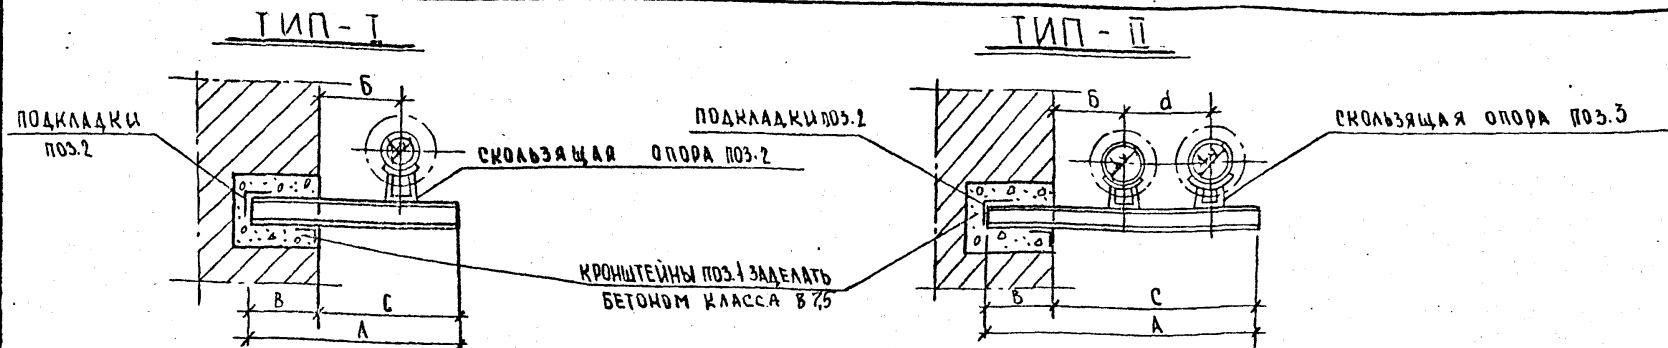 ТИП - I
ТИП - II
ПОДКЛАДКИ
ПОЗ.2
Б
СКОЛЬЗЯЩАЯ ОПОРА ПОЗ.2
ПОДКЛАДКИ ПОЗ.2
Б
d
СКОЛЬЗЯЩАЯ ОПОРА ПОЗ.3
КРОНШТЕЙНЫ ПОЗ.1 ЗАДЕЛАТЬ
БЕТОНОМ КЛАССА В 7,5
В
С
А
В
С
А